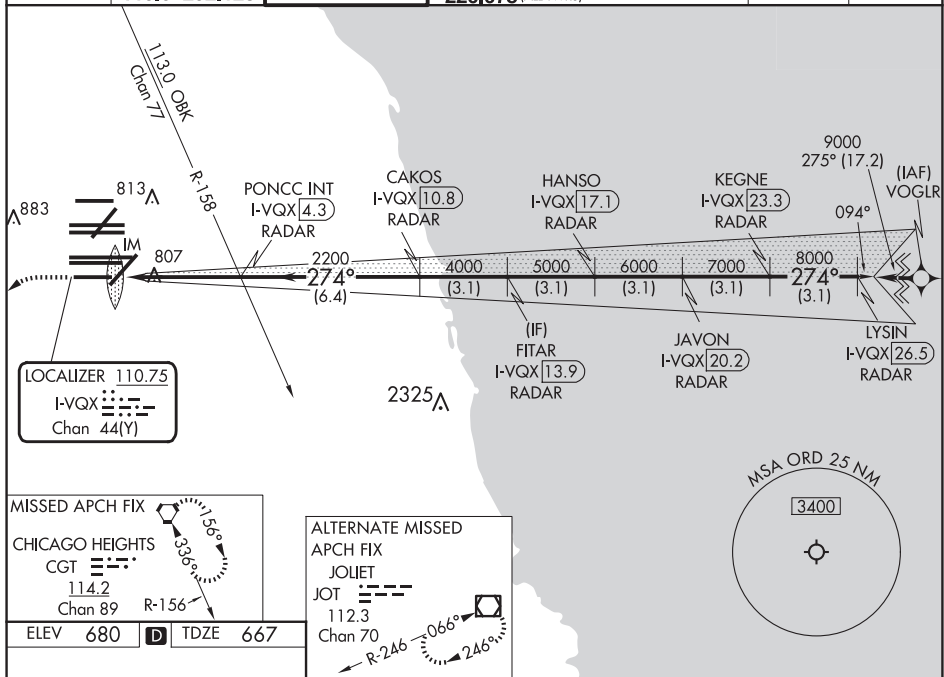 113.0 OBK
Chan 77
R-158
813
883
IM
807
PONCC INT
I-VQX 4.3
RADAR
CAKOS
I-VQX 10.8
RADAR
HANSO
I-VQX 17.1
RADAR
KEGNE
I-VQX 23.3
RADAR
9000
275° (17.2)
(IAF)
VOGLR
094°
2200
274°
(6.4)
4000
(3.1)
5000
(3.1)
6000
(3.1)
7000
(3.1)
8000
274°
(3.1)
(IF)
FITAR
I-VQX 13.9
RADAR
JAVON
I-VQX 20.2
RADAR
LYSIN
I-VQX 26.5
RADAR
LOCALIZER 110.75
I-VQX
Chan 44(Y)
2325
MSA ORD 25 NM
3400
MISSED APCH FIX
CHICAGO HEIGHTS
CGT
114.2
Chan 89
156°
336°
R-156
ALTERNATE MISSED
APCH FIX
JOLIET
JOT
112.3
Chan 70
R-246
066°
246°
ELEV 680 D TDZE 667